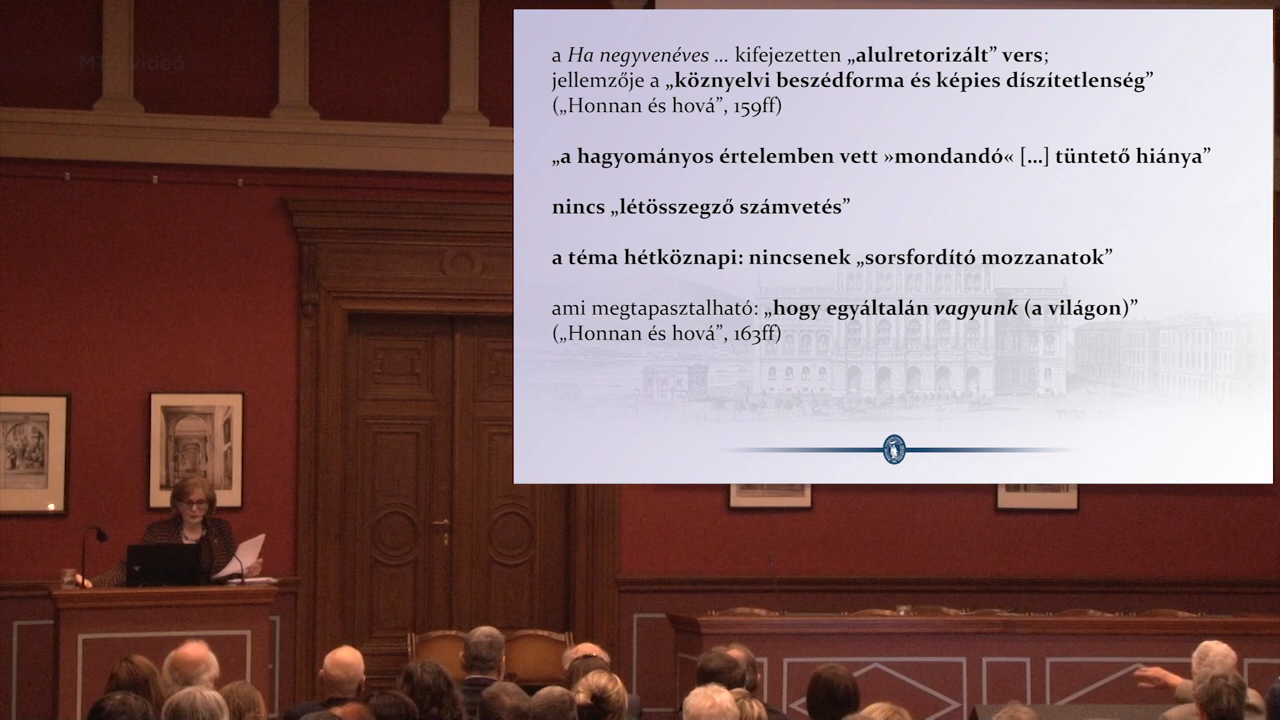 MTA videó
a Ha negyvenéves ... kifejezetten „alulretorizált” vers;
jellemzője a „köznyelvi beszédforma és képies díszítetlenség”
(„Honnan és hová”, 159ff)
„a hagyományos értelemben vett »mondandó« [...] tüntető hiánya”
nincs „létösszegző számvetés”
a téma hétköznapi: nincsenek „sorsfordító mozzanatok”
ami megtapasztalható: „hogy egyáltalán vagyunk (a világon)”
(„Honnan és hová”, 163ff)